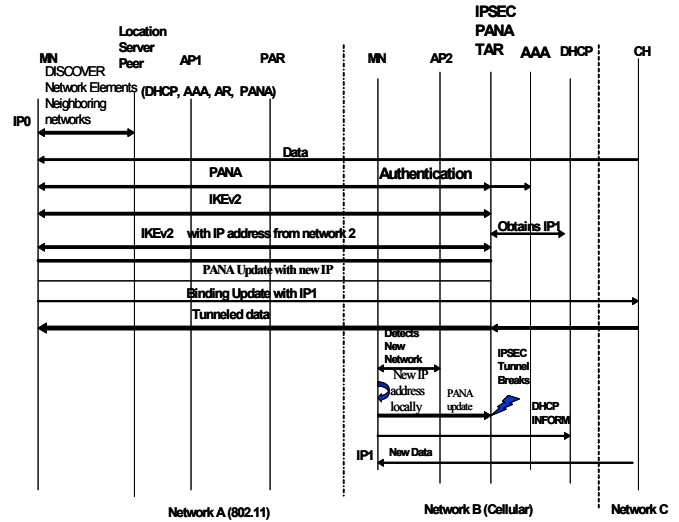 IPSEC
PANA
TAR
Location
Server
Peer
MN
AP1
PAR
MN
AP2
AAA
DHCP
CH
DISCOVER
Network Elements
(DHCP, AAA, AR, PANA)
Neighboring
networks
IP0
Data
PANA
Authentication
IKEv2
IKEv2 with IP address from network 2
Obtains IP1
PANA Update with new IP
Binding Update with IP1
Tunneled data
Detects
New
Network
New IP
address
locally
PANA
update
IPSEC
Tunnel
Breaks
DHCP
INFORM
IP1
New Data
Network A (802.11)
Network B (Cellular)
Network C